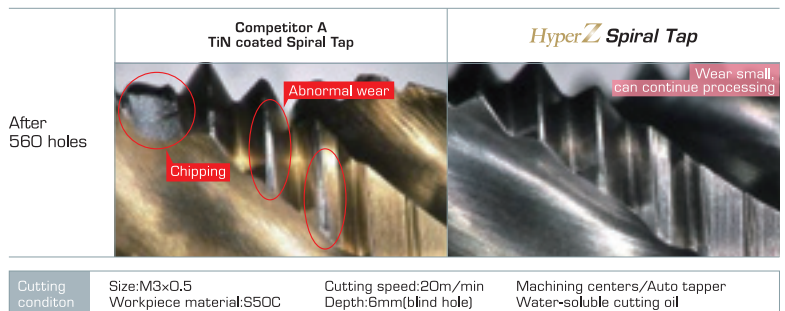 Competitor A
TiN coated Spiral Tap
HyperZ Spiral Tap
After
560 holes
Abnormal wear
Chipping
Wear small,
can continue processing
Cutting
conditon
Size:M3×0.5
Workpiece material:S50C
Cutting speed:20m/min
Depth:6mm(blind hole)
Machining centers/Auto tapper
Water-soluble cutting oil